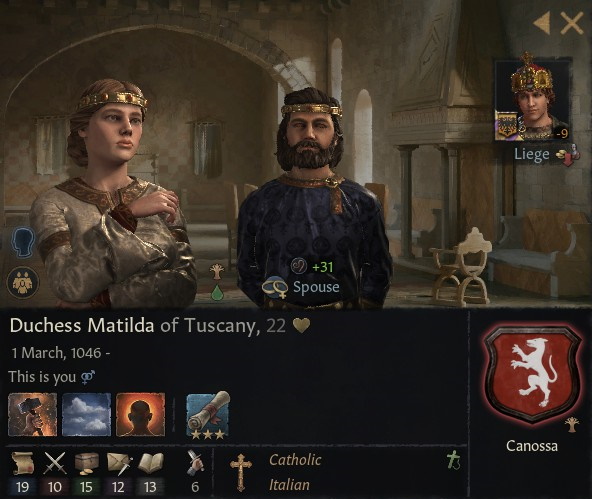 -9
Liege
+31
Spouse
Duchess Matilda of Tuscany, 22
1 March, 1046 -
This is you
Canossa
19 10 15 12 13 6
Catholic
Italian